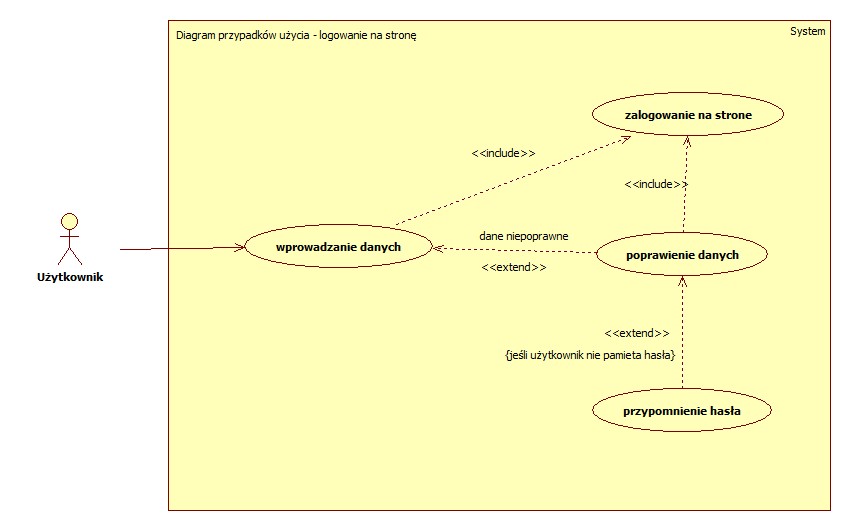 Diagram przypadków użycia - logowanie na stronę
System
zalogowanie na strone
<<include>>
<<include>>
Użytkownik
wprowadzanie danych
dane niepoprawne
<<extend>>
poprawienie danych
<<extend>>
{jeśli użytkownik nie pamieta hasła}
przypomnienie hasła